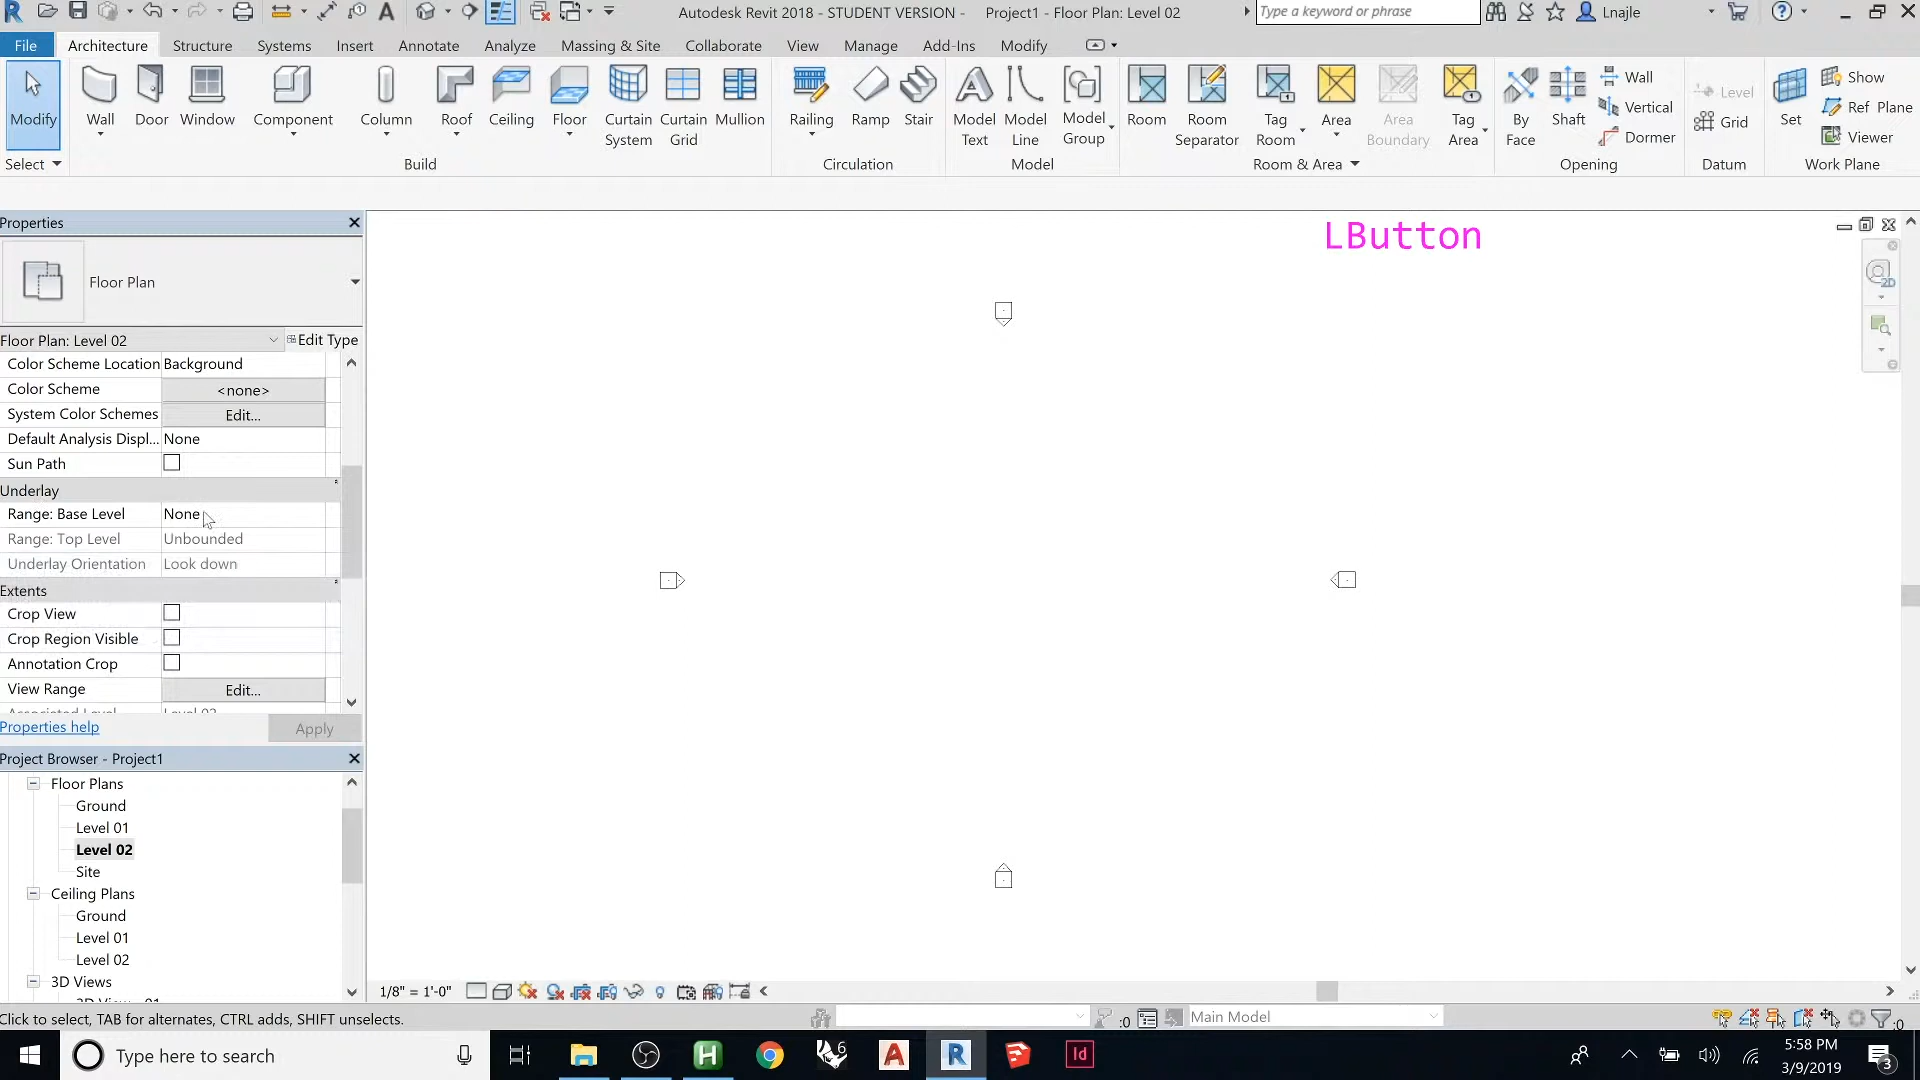 Autodesk Revit 2018 - STUDENT VERSION - Project1 - Floor Plan: Level 02
Type a keyword or phrase
Lnajle
File Architecture Structure Systems Insert Annotate Analyze Massing & Site Collaborate View Manage Add-Ins Modify
Modify
Wall
Door
Window
Component
Column
Roof
Ceiling
Floor
Curtain System
Curtain Grid
Mullion
Railing
Ramp
Stair
Model Text
Model Line
Model Group
Room
Room Separator
Tag Room
Area
Area Boundary
Tag Area
By Face
Shaft
Wall
Vertical
Dormer
Level
Grid
Set
Show
Ref Plane
Viewer
Select Build Circulation Model Room & Area Opening Datum Work Plane
LButton
2D
Properties
Floor Plan
Floor Plan: Level 02 Edit Type
Color Scheme Location Background
Color Scheme <none>
System Color Schemes Edit...
Default Analysis Displ... None
Sun Path
Underlay
Range: Base Level None
Range: Top Level Unbounded
Underlay Orientation Look down
Extents
Crop View
Crop Region Visible
Annotation Crop
View Range Edit...
Associated Level Level 02
Properties help Apply
Project Browser - Project1
Floor Plans
Ground
Level 01
Level 02
Site
Ceiling Plans
Ground
Level 01
Level 02
3D Views
1/8" = 1'-0"
Click to select, TAB for alternates, CTRL adds, SHIFT unselects.
:0
Main Model
:0
Type here to search
5:58 PM
3/9/2019
3